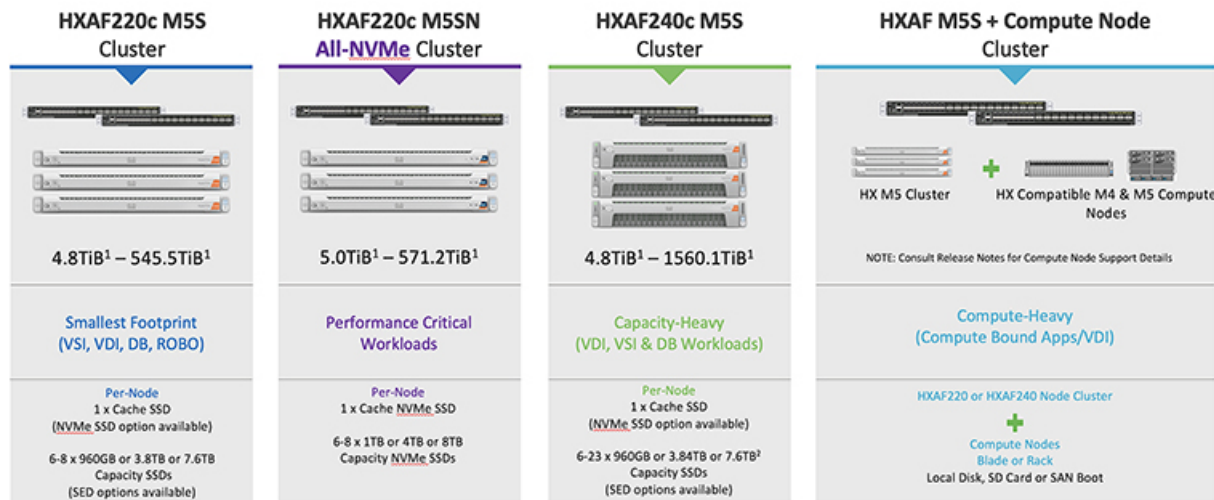 HXAF220c M5S
Cluster
4.8TiB¹ – 545.5TiB¹
Smallest Footprint
(VSI, VDI, DB, ROBO)
Per-Node
1 x Cache SSD
(NVMe SSD option available)
6-8 x 960GB or 3.8TB or 7.6TB
Capacity SSDs
(SED options available)
HXAF220c M5SN
All-NVMe Cluster
5.0TiB¹ – 571.2TiB¹
Performance Critical
Workloads
Per-Node
1 x Cache NVMe SSD
6-8 x 1TB or 4TB or 8TB
Capacity NVMe SSDs
HXAF240c M5S
Cluster
4.8TiB¹ – 1560.1TiB¹
Capacity-Heavy
(VDI, VSI & DB Workloads)
Per-Node
1 x Cache SSD
(NVMe SSD option available)
6-23 x 960GB or 3.84TB or 7.6TB²
Capacity SSDs
(SED options available)
HXAF M5S + Compute Node
Cluster
HX M5 Cluster
+
HX Compatible M4 & M5 Compute
Nodes
NOTE: Consult Release Notes for Compute Node Support Details
Compute-Heavy
(Compute Bound Apps/VDI)
HXAF220 or HXAF240 Node Cluster
+
Compute Nodes
Blade or Rack
Local Disk, SD Card or SAN Boot